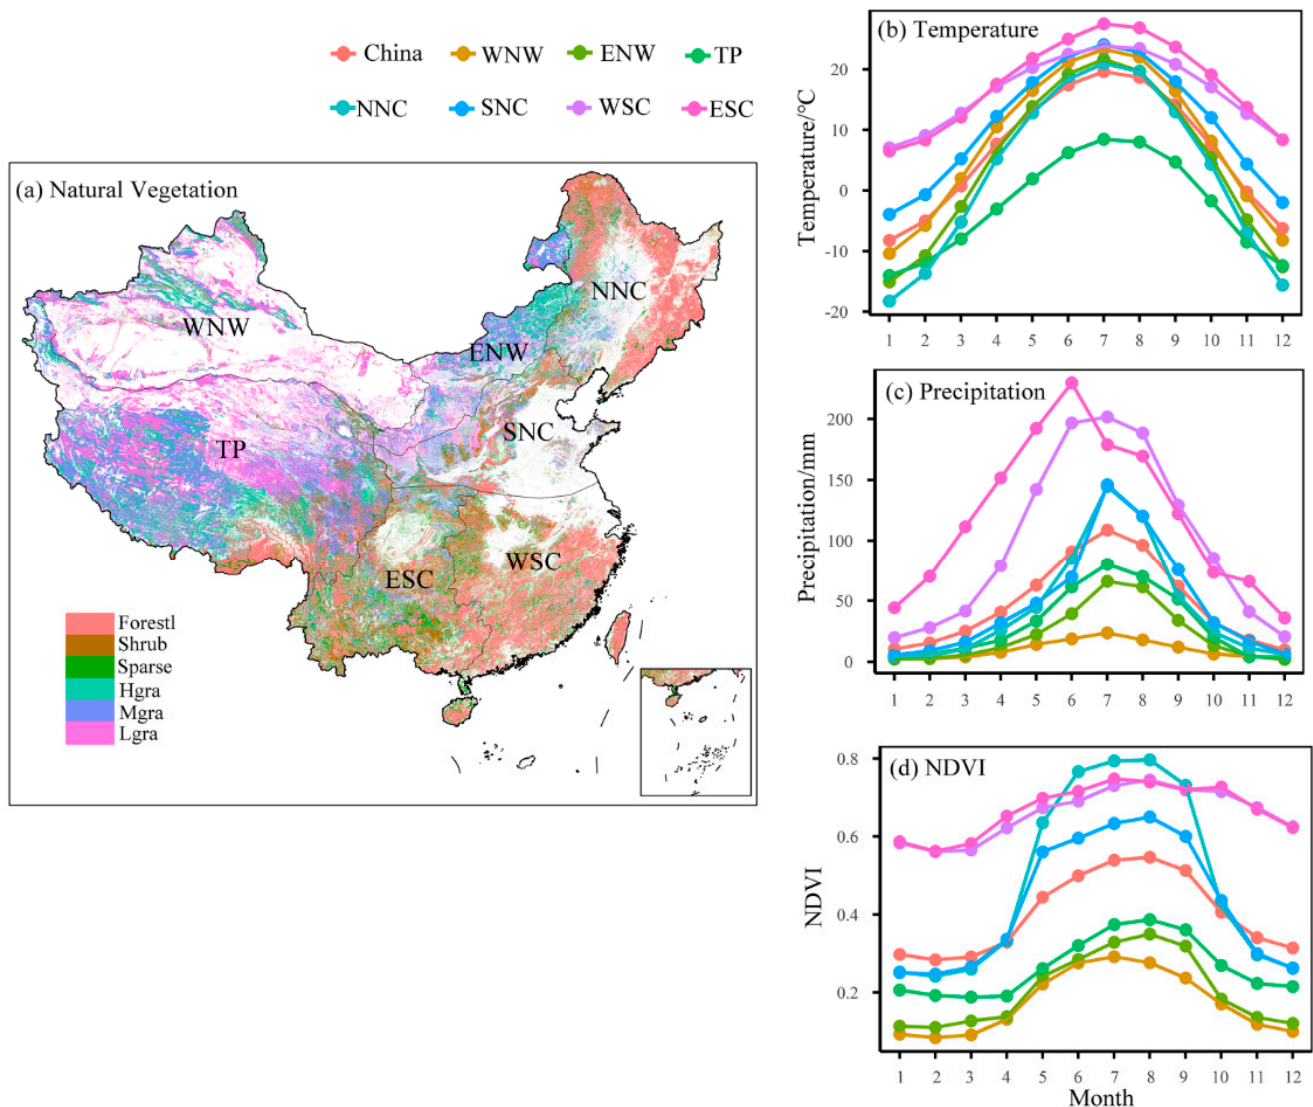 China WNW ENW TP
NNC SNC WSC ESC
(a) Natural Vegetation
WNW
NNC
ENW
TP
SNC
ESC
WSC
Forestl
Shrub
Sparse
Hgra
Mgra
Lgra
(b) Temperature
Temperature/°C
20
10
0
-10
-20
1 2 3 4 5 6 7 8 9 10 11 12
(c) Precipitation
Precipitation/mm
200
150
100
50
0
1 2 3 4 5 6 7 8 9 10 11 12
(d) NDVI
NDVI
0.8
0.6
0.4
0.2
1 2 3 4 5 6 7 8 9 10 11 12
Month